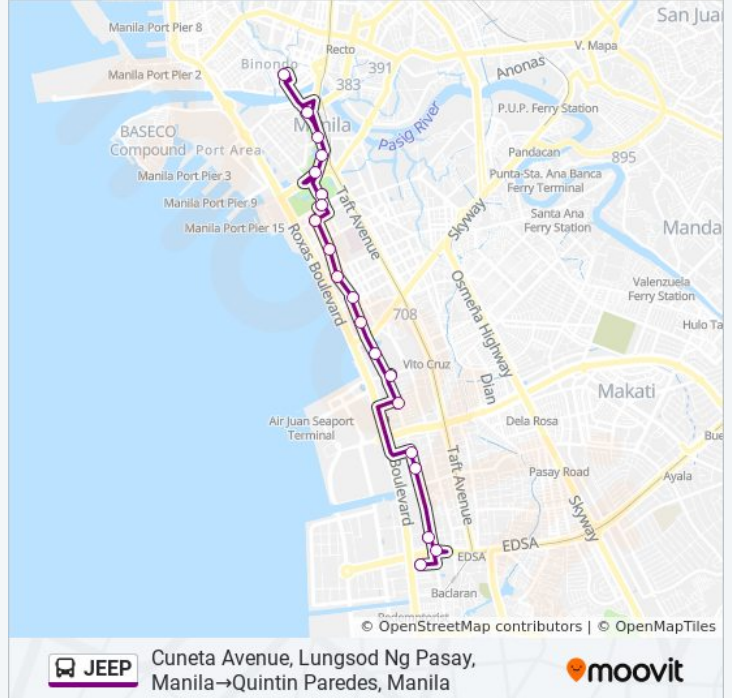 San Jua
Manila Port Pier 8
Recto
V. Mapa
Binondo
391
Anonas
Manila Port Pier 2
383
P.U.P. Ferry Station
Manila
Pasig River
BASECO
Compound
Port Area
Pandacan
895
Manila Port Pier 3
Punta-Sta. Ana Banca
Ferry Terminal
Manila Port Pier 9
Taft Avenue
Skyway
Santa Ana
Ferry Station
Manda
Manila Port Pier 15
Roxas Boulevard
Osmeña Highway
Valenzuela
Ferry Station
708
Hulo Ta
Vito Cruz
Dian
Makati
Air Juan Seaport
Terminal
Dela Rosa
Bue
Boulevard
Taft Avenue
Pasay Road
Ayala
Skyway
EDSA
EDSA
Baclaran
© OpenStreetMap contributors | © OpenMapTiles
JEEP
Cuneta Avenue, Lungsod Ng Pasay,
Manila→Quintin Paredes, Manila
moovit